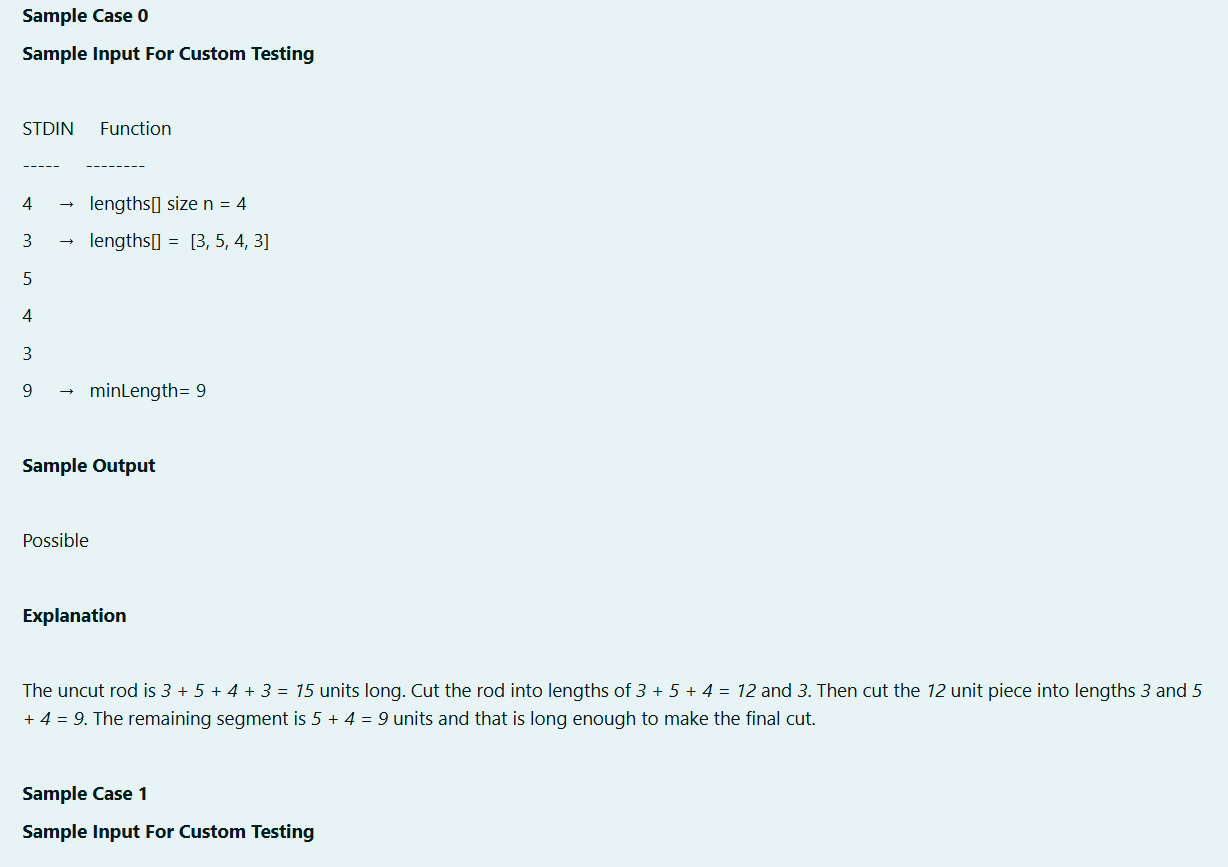 Sample Case 0
Sample Input For Custom Testing
STDIN Function
----- --------
4 → lengths[] size n = 4
3 → lengths[] = [3, 5, 4, 3]
5
4
3
9 → minLength= 9
Sample Output
Possible
Explanation
The uncut rod is 3 + 5 + 4 + 3 = 15 units long. Cut the rod into lengths of 3 + 5 + 4 = 12 and 3. Then cut the 12 unit piece into lengths 3 and 5
+ 4 = 9. The remaining segment is 5 + 4 = 9 units and that is long enough to make the final cut.
Sample Case 1
Sample Input For Custom Testing